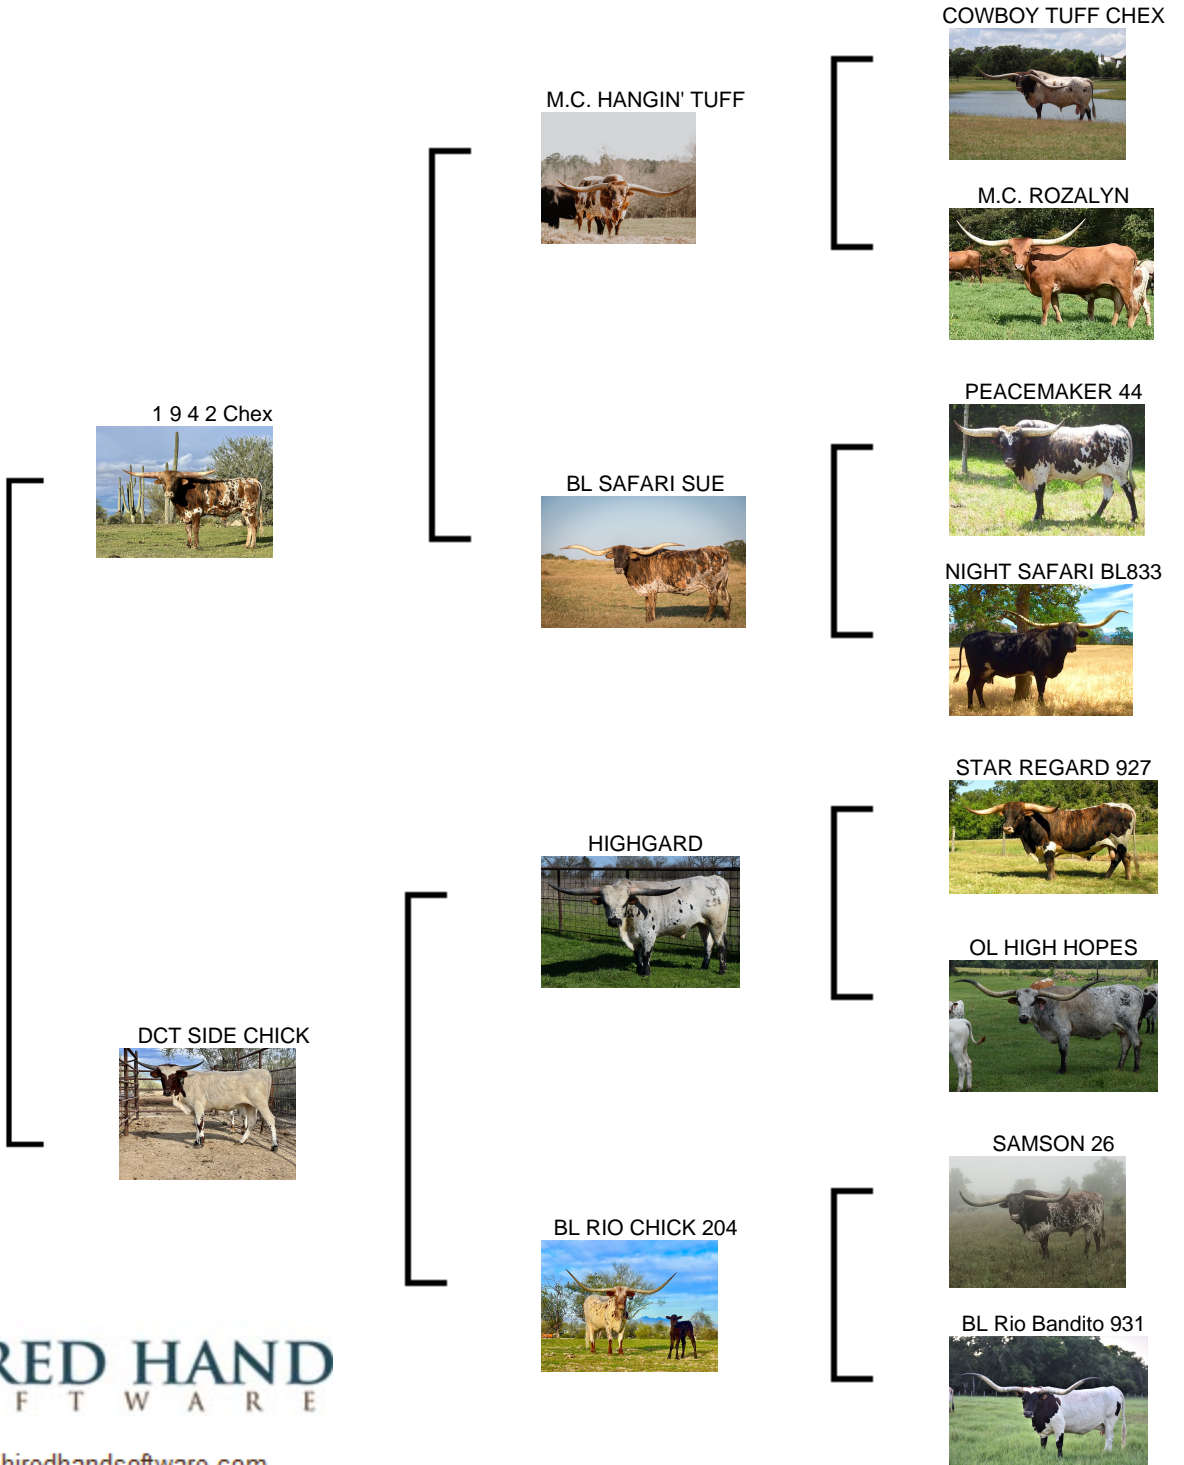 COWBOY TUFF CHEX
M.C. HANGIN' TUFF
M.C. ROZALYN
PEACEMAKER 44
1 9 4 2 Chex
BL SAFARI SUE
NIGHT SAFARI BL833
STAR REGARD 927
HIGHGARD
OL HIGH HOPES
DCT SIDE CHICK
SAMSON 26
BL RIO CHICK 204
BL Rio Bandito 931
RED HAND
F T W A R E
hiredhandsoftware.com